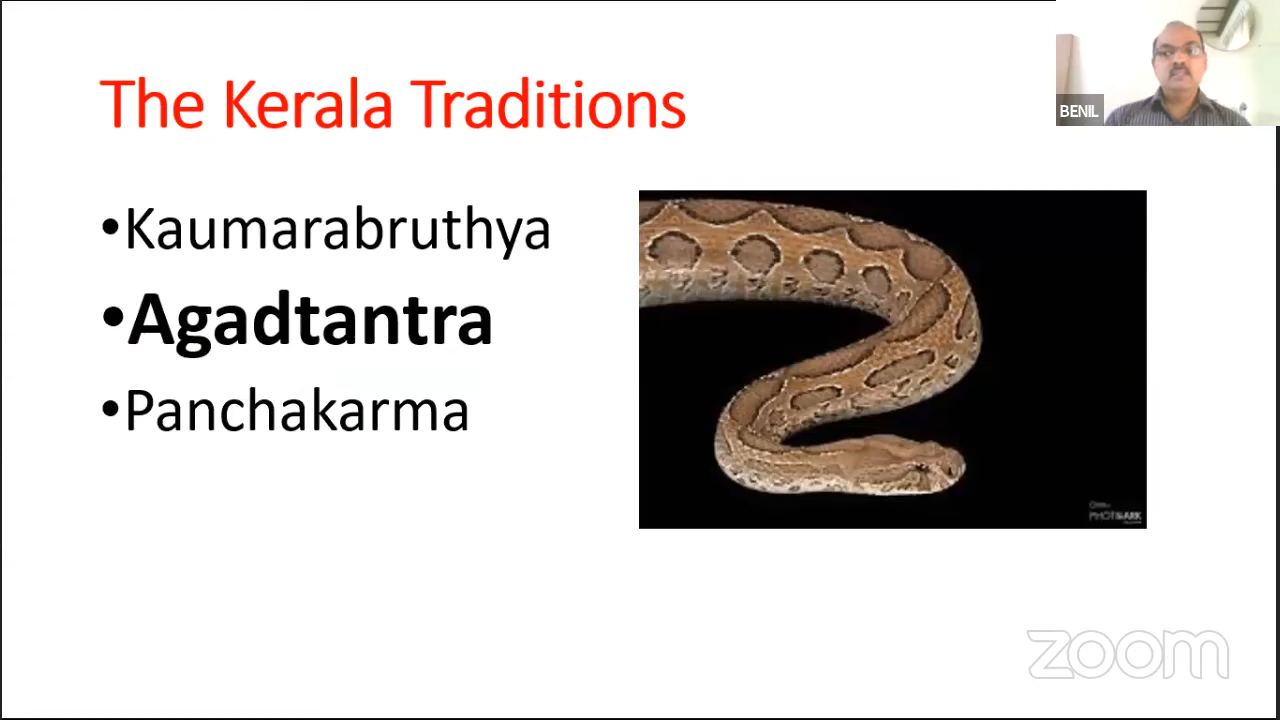 The Kerala Traditions
BENIL
•Kaumarabruthya
•Agadtantra
•Panchakarma
zoom